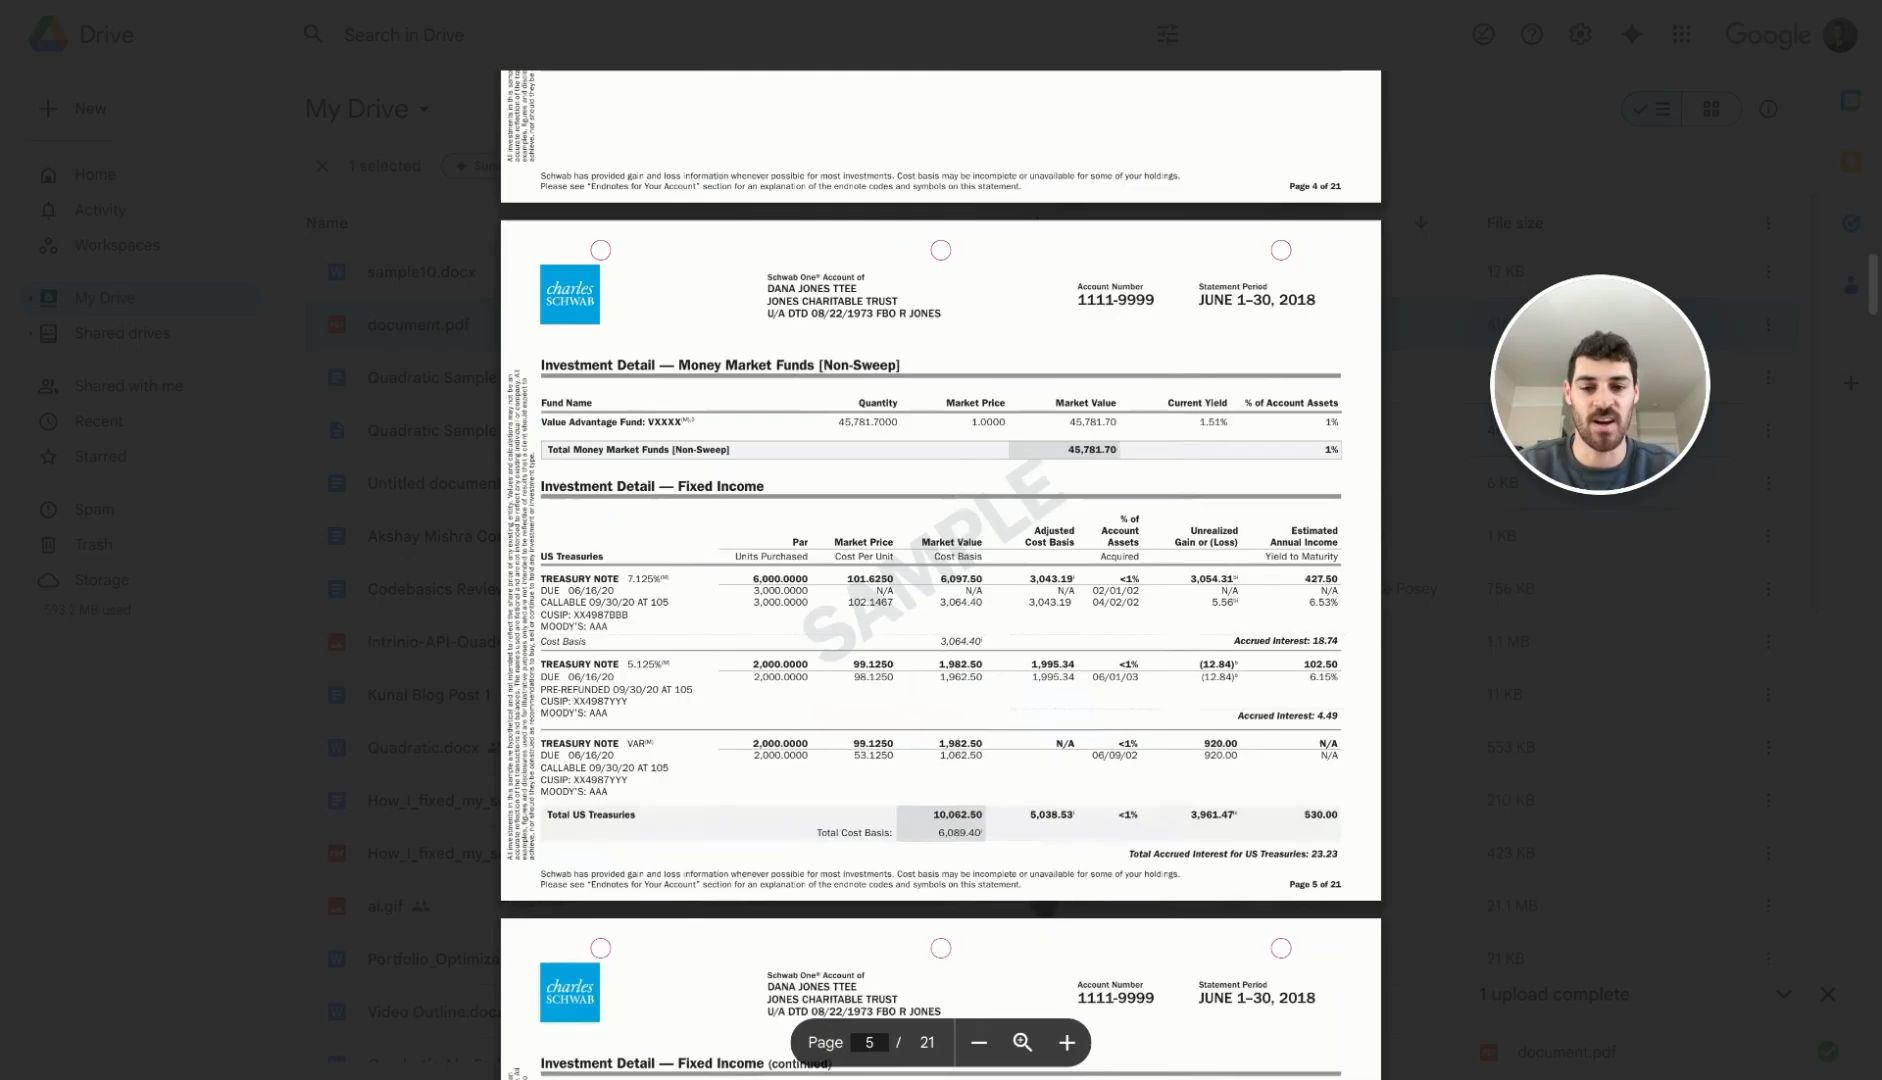 Drive
Search in Drive
Google
New
My Drive
1 selected
Home
Activity
Workspaces
My Drive
Shared drives
Shared with me
Recent
Starred
Spam
Trash
Storage
593.2 MB used
Name
File size
sample10.docx
12 KB
document.pdf
Quadratic Sample
Quadratic Sample
Untitled document
6 KB
Akshay Mishra Co
1 KB
Codebasics Review
756 KB
Posey
Intrinio-API-Quad
1.1 MB
Kunal Blog Post 1
11 KB
Quadratic.docx
553 KB
How_I_fixed_my_s
210 KB
How_I_fixed_my_s
423 KB
ai.gif
21.1 MB
Portfolio_Optimiza
21 KB
Video Outline.docx
1 upload complete
document.pdf
Schwab has provided gain and loss information whenever possible for most investments. Cost basis may be incomplete or unavailable for some of your holdings.
Please see "Endnotes for Your Account" section for an explanation of the endnote codes and symbols on this statement.
Page 4 of 21
charles
SCHWAB
Schwab One® Account of
DANA JONES TTEE
JONES CHARITABLE TRUST
U/A DTD 08/22/1973 FBO R JONES
Account Number
1111-9999
Statement Period
JUNE 1–30, 2018
Investment Detail — Money Market Funds [Non-Sweep]
Fund Name Quantity Market Price Market Value Current Yield % of Account Assets
Value Advantage Fund: VXXXX 45,781.7000 1.0000 45,781.70 1.51% 1%
Total Money Market Funds [Non-Sweep] 45,781.70 1%
Investment Detail — Fixed Income
SAMPLE
% of
Adjusted Account Unrealized Estimated
Par Market Price Market Value Cost Basis Assets Gain or (Loss) Annual Income
US Treasuries Units Purchased Cost Per Unit Cost Basis Acquired Yield to Maturity
TREASURY NOTE 7.125%(M) 6,000.0000 101.6250 6,097.50 3,043.19 <1% 3,054.31 427.50
DUE 06/16/20 3,000.0000 N/A N/A N/A 02/01/02 N/A N/A
CALLABLE 09/30/20 AT 105 3,000.0000 102.1467 3,064.40 3,043.19 04/02/02 5.56 6.53%
CUSIP: XX4987BBB
MOODY'S: AAA
Cost Basis 3,064.40 Accrued Interest: 18.74
TREASURY NOTE 5.125%(M) 2,000.0000 99.1250 1,982.50 1,995.34 <1% (12.84)b 102.50
DUE 06/16/20 2,000.0000 98.1250 1,962.50 1,995.34 06/01/03 (12.84)b 6.15%
PRE-REFUNDED 09/30/20 AT 105
CUSIP: XX4987YYY
MOODY'S: AAA
Accrued Interest: 4.49
TREASURY NOTE VAR(M) 2,000.0000 99.1250 1,982.50 N/A <1% 920.00 N/A
DUE 06/16/20 2,000.0000 53.1250 1,062.50 06/09/02 920.00 N/A
CALLABLE 09/30/20 AT 105
CUSIP: XX4987YYY
MOODY'S: AAA
Total US Treasuries 10,062.50 5,038.53 <1% 3,961.47 530.00
Total Cost Basis: 6,089.40
Total Accrued Interest for US Treasuries: 23.23
Schwab has provided gain and loss information whenever possible for most investments. Cost basis may be incomplete or unavailable for some of your holdings.
Please see "Endnotes for Your Account" section for an explanation of the endnote codes and symbols on this statement.
Page 5 of 21
charles
SCHWAB
Schwab One® Account of
DANA JONES TTEE
JONES CHARITABLE TRUST
U/A DTD 08/22/1973 FBO R JONES
Account Number
1111-9999
Statement Period
JUNE 1–30, 2018
Investment Detail — Fixed Income (continued)
Page 5 / 21